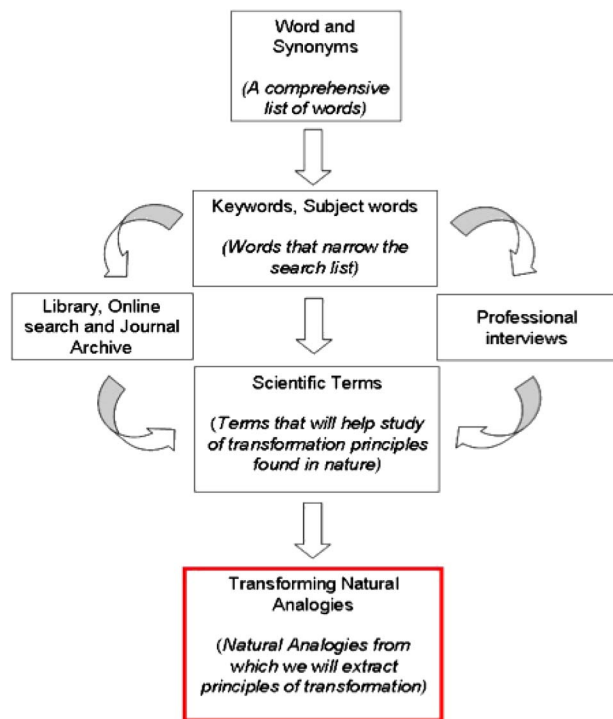 Word and
Synonyms
(A comprehensive
list of words)
Keywords, Subject words
(Words that narrow the
search list)
Library, Online
search and Journal
Archive
Professional
interviews
Scientific Terms
(Terms that will help study
of transformation principles
found in nature)
Transforming Natural
Analogies
(Natural Analogies from
which we will extract
principles of transformation)